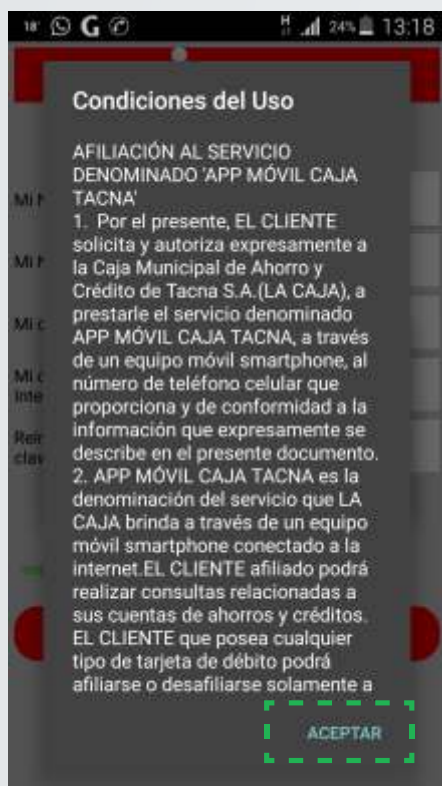 18° G H 24% 13:18
Condiciones del Uso
AFILIACIÓN AL SERVICIO
DENOMINADO 'APP MÓVIL CAJA
TACNA'
1. Por el presente, EL CLIENTE
solicita y autoriza expresamente a
la Caja Municipal de Ahorro y
Crédito de Tacna S.A.(LA CAJA), a
prestarle el servicio denominado
APP MÓVIL CAJA TACNA, a través
de un equipo móvil smartphone, al
número de teléfono celular que
proporciona y de conformidad a la
información que expresamente se
describe en el presente documento.
2. APP MÓVIL CAJA TACNA es la
denominación del servicio que LA
CAJA brinda a través de un equipo
móvil smartphone conectado a la
internet.EL CLIENTE afiliado podrá
realizar consultas relacionadas a
sus cuentas de ahorros y créditos.
EL CLIENTE que posea cualquier
tipo de tarjeta de débito podrá
afiliarse o desafiliarse solamente a
ACEPTAR
Mi
Mi
Mi
Mi